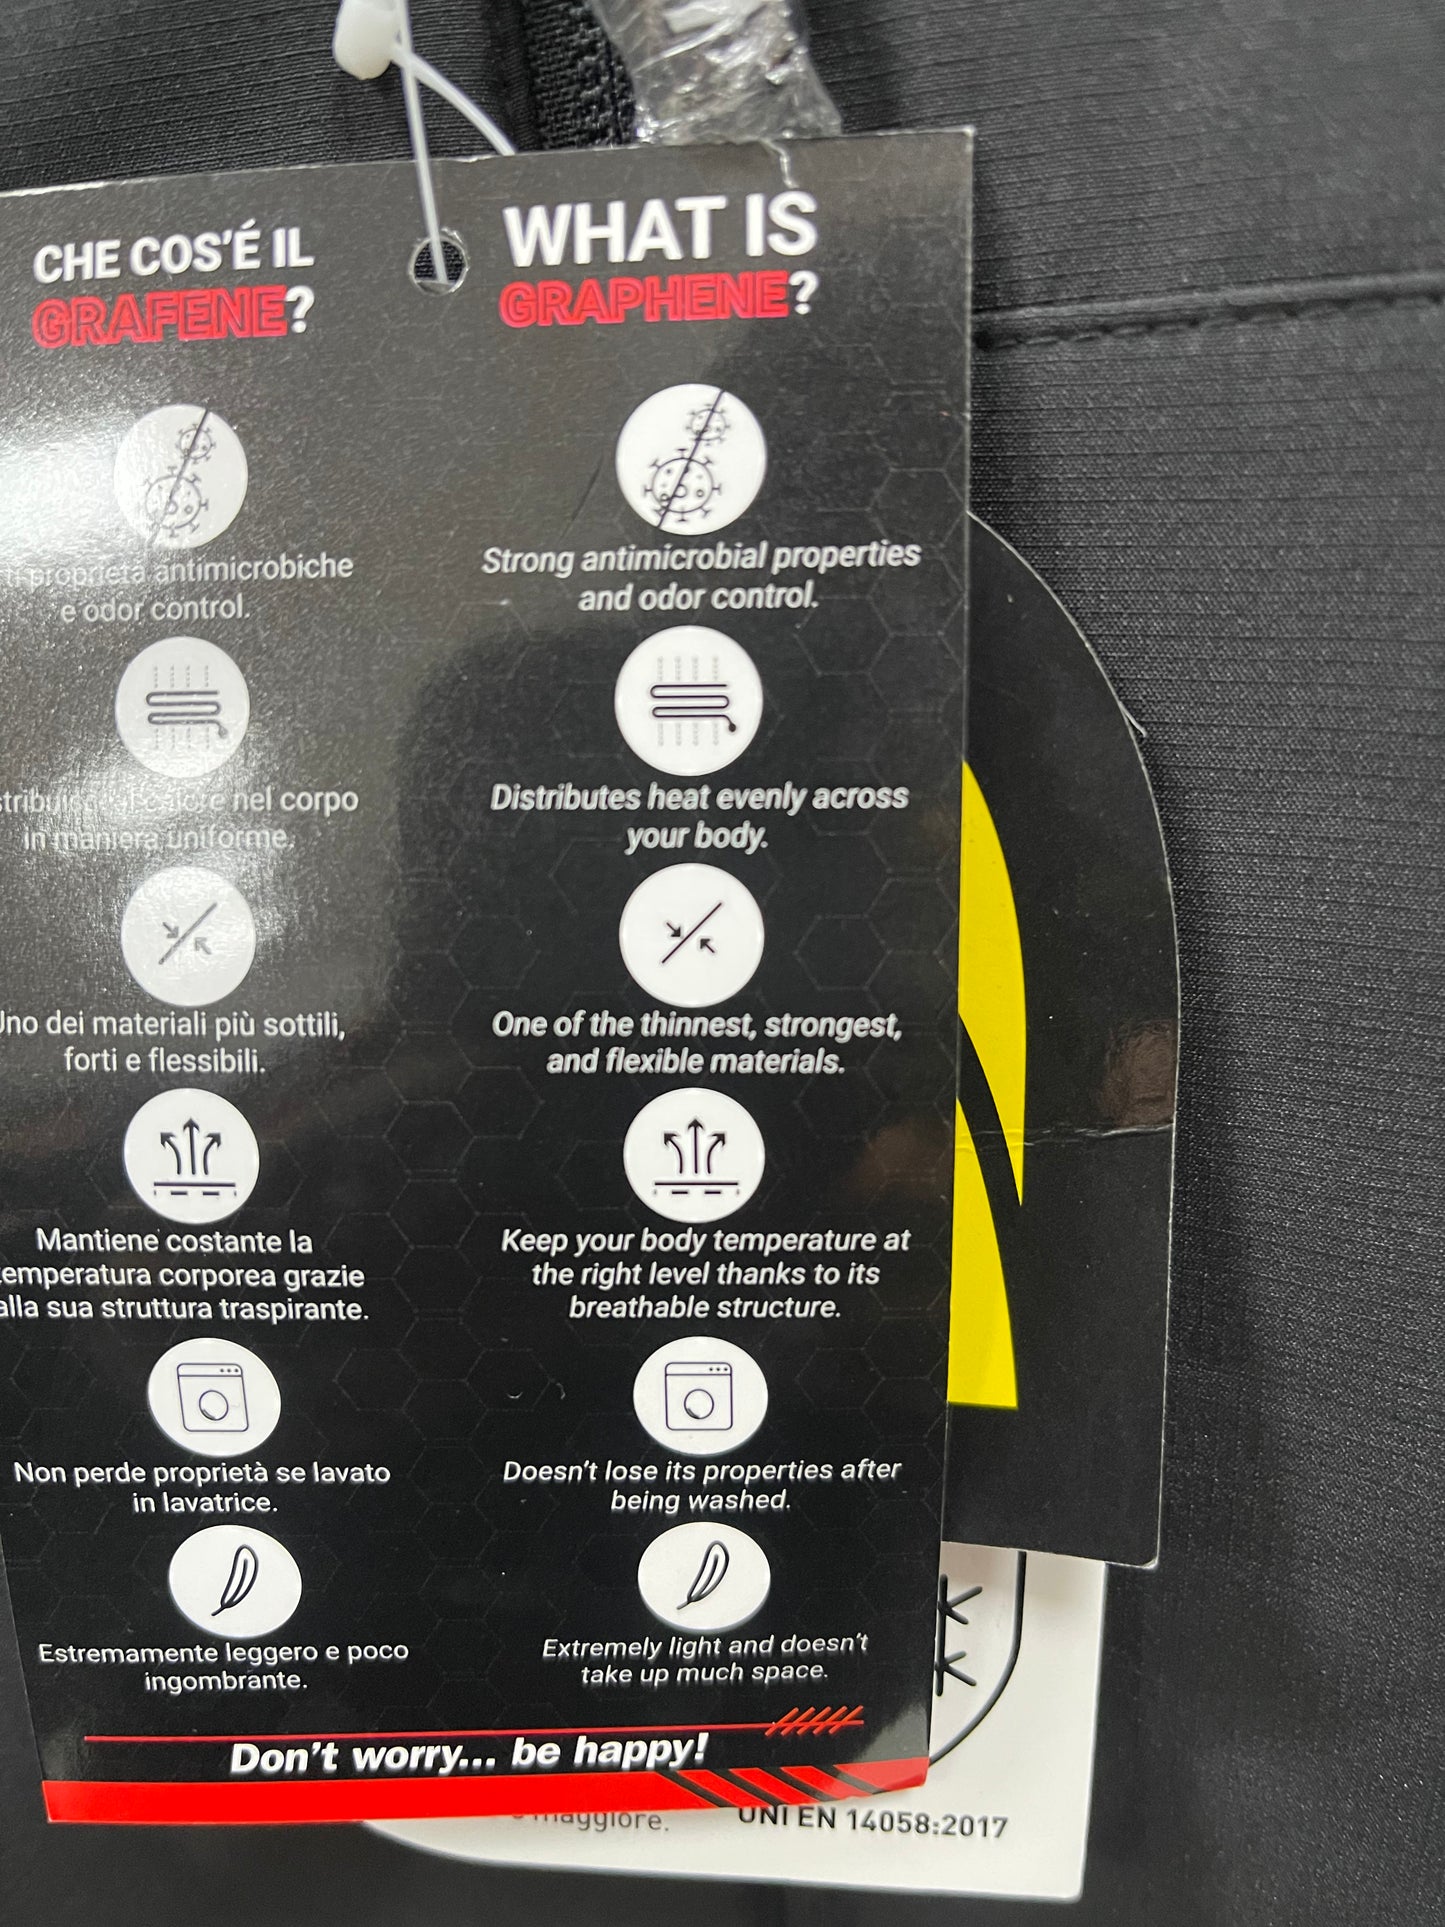 CHE COS'É IL
GRAFENE?
proprietà antimicrobiche
e odor control.
nel corpo
in maniera uniforme.
Uno dei materiali più sottili,
forti e flessibili.
Mantiene costante la
temperatura corporea grazie
alla sua struttura traspirante.
Non perde proprietà se lavato
in lavatrice.
Estremamente leggero e poco
ingombrante.
WHAT IS
GRAPHENE?
Strong antimicrobial properties
and odor control.
Distributes heat evenly across
your body.
One of the thinnest, strongest,
and flexible materials.
Keep your body temperature at
the right level thanks to its
breathable structure.
Doesn't lose its properties after
being washed.
Extremely light and doesn't
take up much space.
Don't worry... be happy!
maggiore. UNI EN 14058:2017
K
K